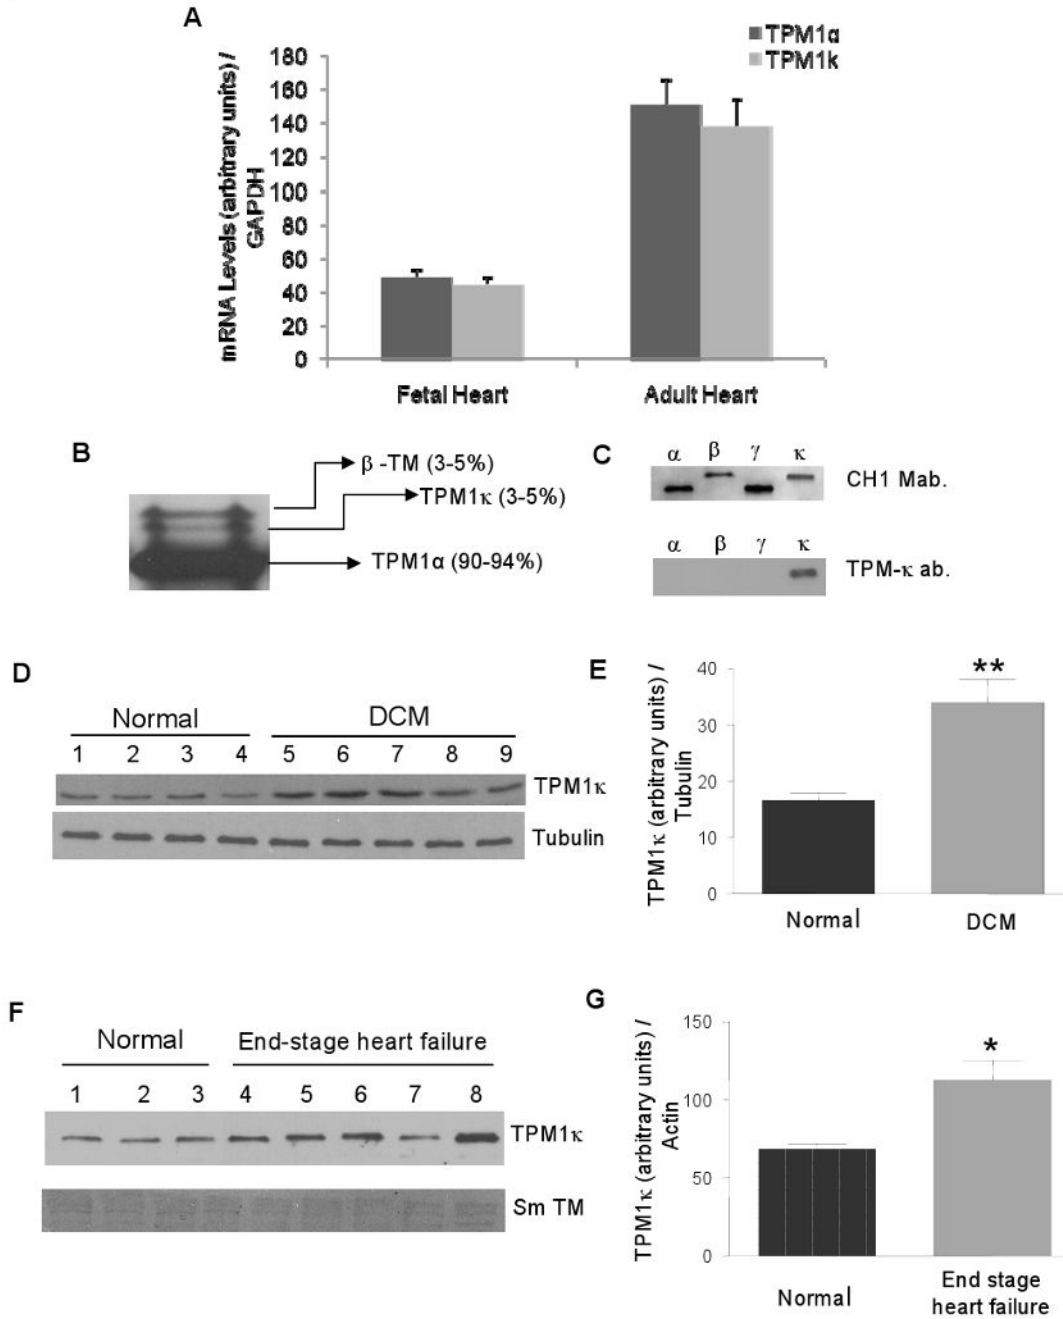 A
TPM1α
TPM1k
mRNA Levels (arbitrary units) /
GAPDH
180
160
140
120
100
80
60
40
20
0
Fetal Heart
Adult Heart
B
β -TM (3-5%)
TPM1κ (3-5%)
TPM1α (90-94%)
C
α β γ κ
CH1 Mab.
α β γ κ
TPM-κ ab.
D
Normal DCM
1 2 3 4 5 6 7 8 9
TPM1κ
Tubulin
E
TPM1κ (arbitrary units) /
Tubulin
40
30
20
10
0
**
Normal
DCM
F
Normal End-stage heart failure
1 2 3 4 5 6 7 8
TPM1κ
Sm TM
G
TPM1κ (arbitrary units) /
Actin
150
100
50
0
*
Normal
End stage
heart failure